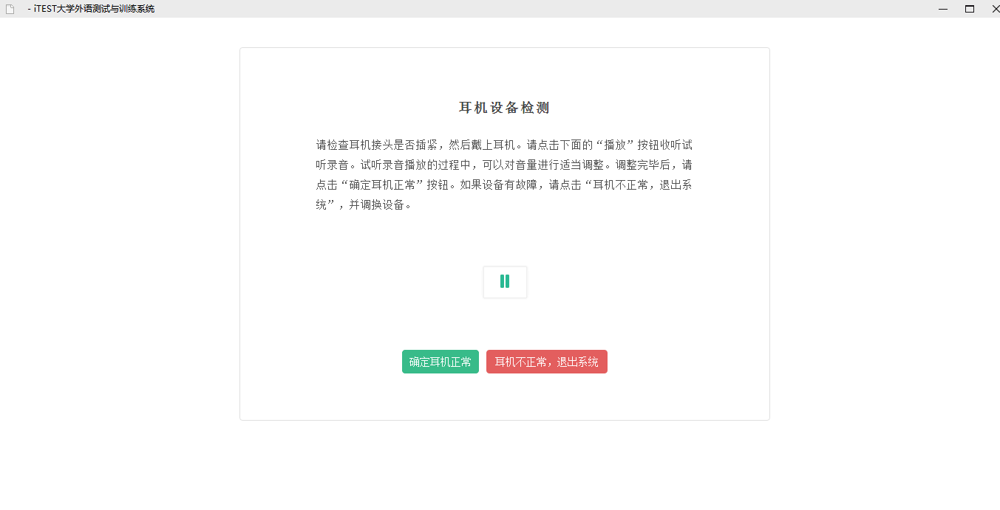 - iTEST大学外语测试与训练系统
耳机设备检测
请检查耳机接头是否插紧，然后戴上耳机。请点击下面的“播放”按钮收听试
听录音。试听录音播放的过程中，可以对音量进行适当调整。调整完毕后，请
点击“确定耳机正常”按钮。如果设备有故障，请点击“耳机不正常，退出系
统”，并调换设备。
确定耳机正常
耳机不正常，退出系统